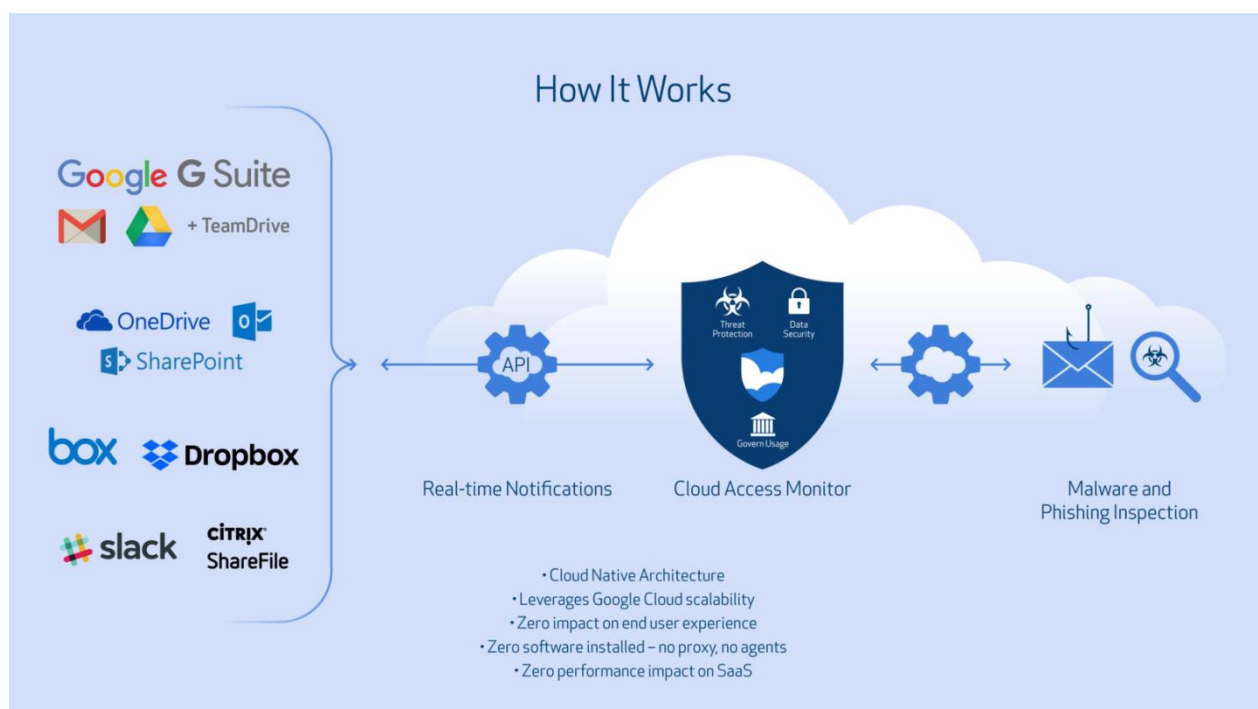 How It Works
Google G Suite
+ TeamDrive
OneDrive
o
S
SharePoint
box
Dropbox
slack
CITRIX
ShareFile
API
Real-time Notifications
Threat
Protection
Data
Security
Govern Usage
Cloud Access Monitor
Malware and
Phishing Inspection
• Cloud Native Architecture
• Leverages Google Cloud scalability
• Zero impact on end user experience
• Zero software installed – no proxy, no agents
• Zero performance impact on SaaS